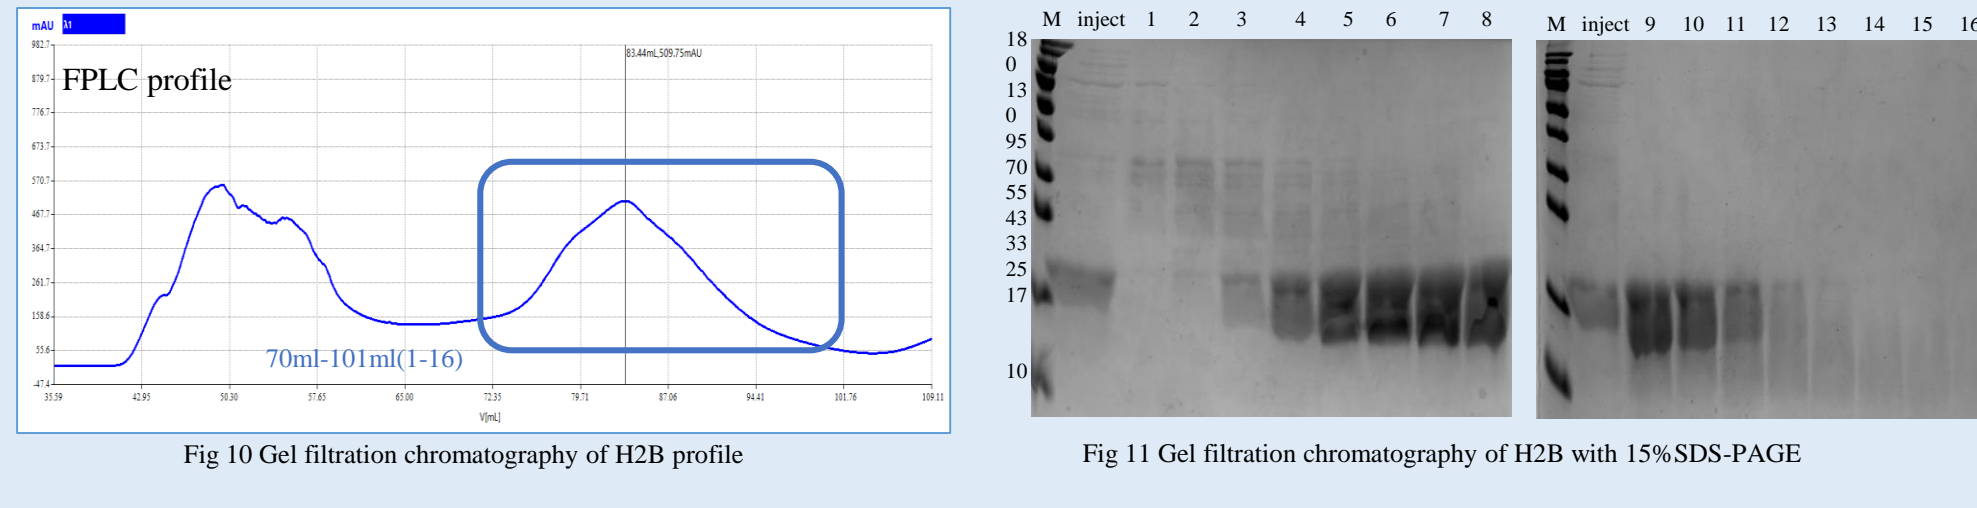 mAU λ1
982.7
879.7
776.7
673.7
570.7
467.7
364.7
261.7
158.6
55.6
-47.4
83.44mL,509.75mAU
FPLC profile
70ml-101ml(1-16)
35.59 42.95 50.30 57.65 65.00 72.35 79.71 87.06 94.41 101.76 109.11
V[mL]
Fig 10 Gel filtration chromatography of H2B profile
M inject 1 2 3 4 5 6 7 8
18
0
13
0
95
70
55
43
33
25
17
10
M inject 9 10 11 12 13 14 15 16
Fig 11 Gel filtration chromatography of H2B with 15%SDS-PAGE